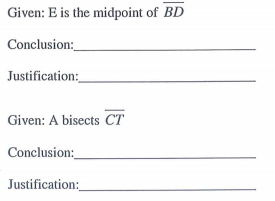 Given: E is the midpoint of BD
Conclusion:
Justification:
Given: A bisects CT
Conclusion:
Justification: